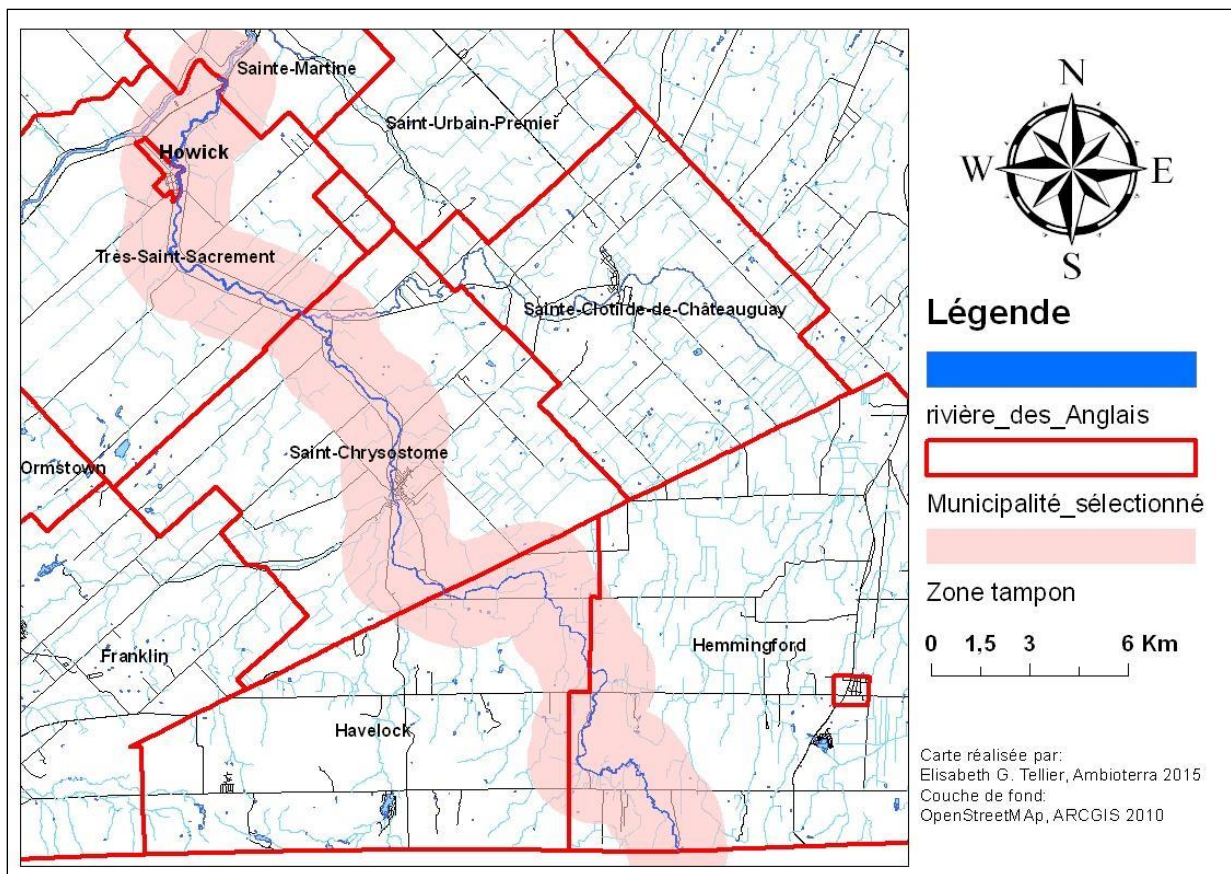 Sainte-Martine
Saint-Urbain-Premier
Howick
Très-Saint-Sacrement
Sainte-Clotilde-de-Châteauguay
Saint-Chrysostome
Ormstown
Franklin
Hemmingford
Havelock
N
W E
S
Légende
rivière_des_Anglais
Municipalité_sélectionné
Zone tampon
0 1,5 3 6 Km
Carte réalisée par:
Elisabeth G. Tellier, Ambioterra 2015
Couche de fond:
OpenStreetMAp, ARCGIS 2010